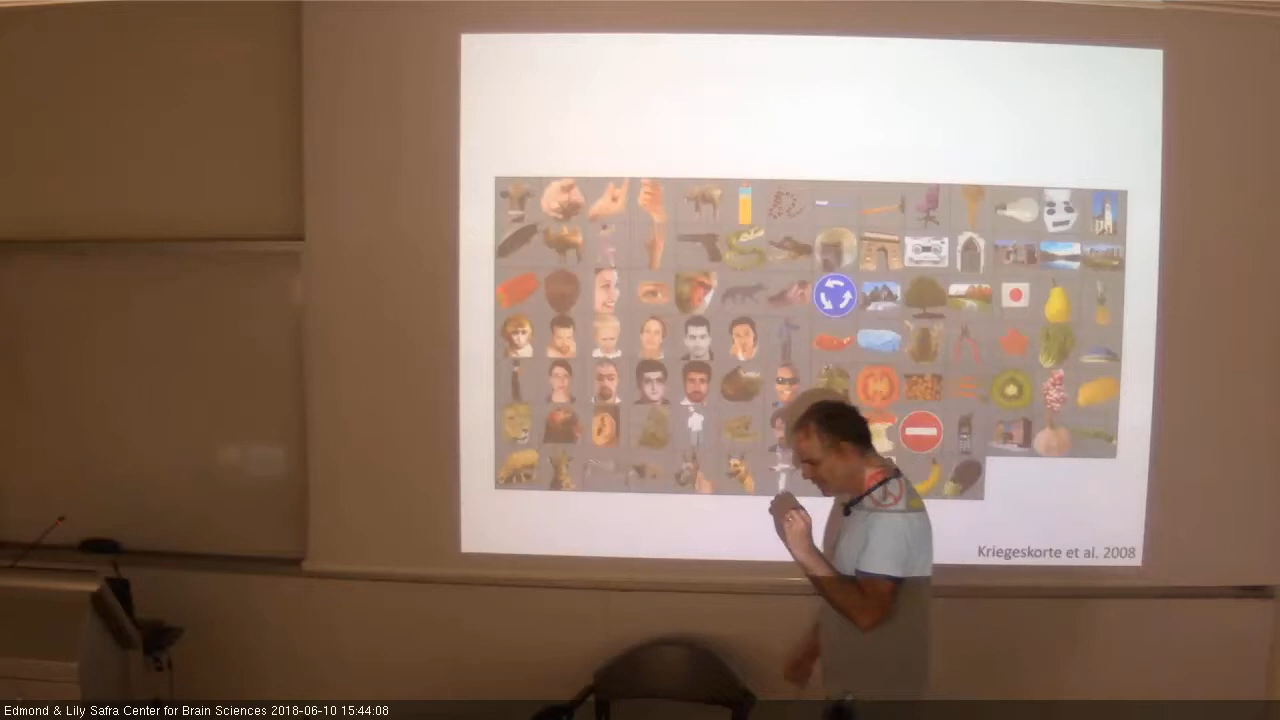 Kriegeskorte et al. 2008
Edmond & Lily Safra Center for Brain Sciences 2018-06-10 15:44:08